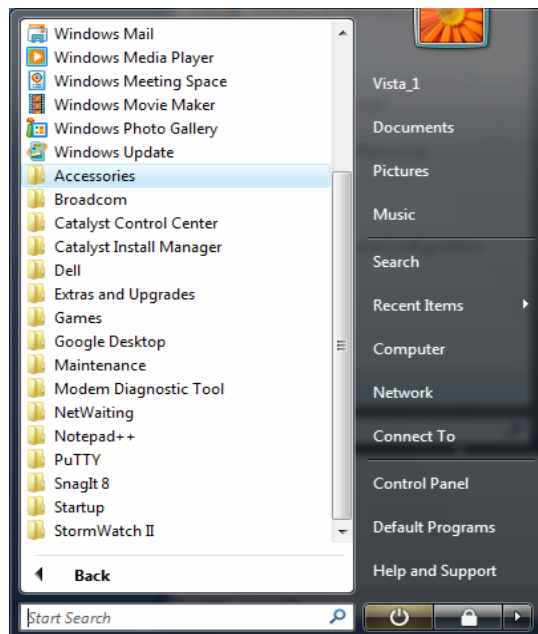 Windows Mail
Windows Media Player
Windows Meeting Space
Windows Movie Maker
Windows Photo Gallery
Windows Update
Accessories
Broadcom
Catalyst Control Center
Catalyst Install Manager
Dell
Extras and Upgrades
Games
Google Desktop
Maintenance
Modem Diagnostic Tool
NetWaiting
Notepad++
PuTTY
SnagIt 8
Startup
StormWatch II
Back
Start Search
Vista_1
Documents
Pictures
Music
Search
Recent Items
Computer
Network
Connect To
Control Panel
Default Programs
Help and Support